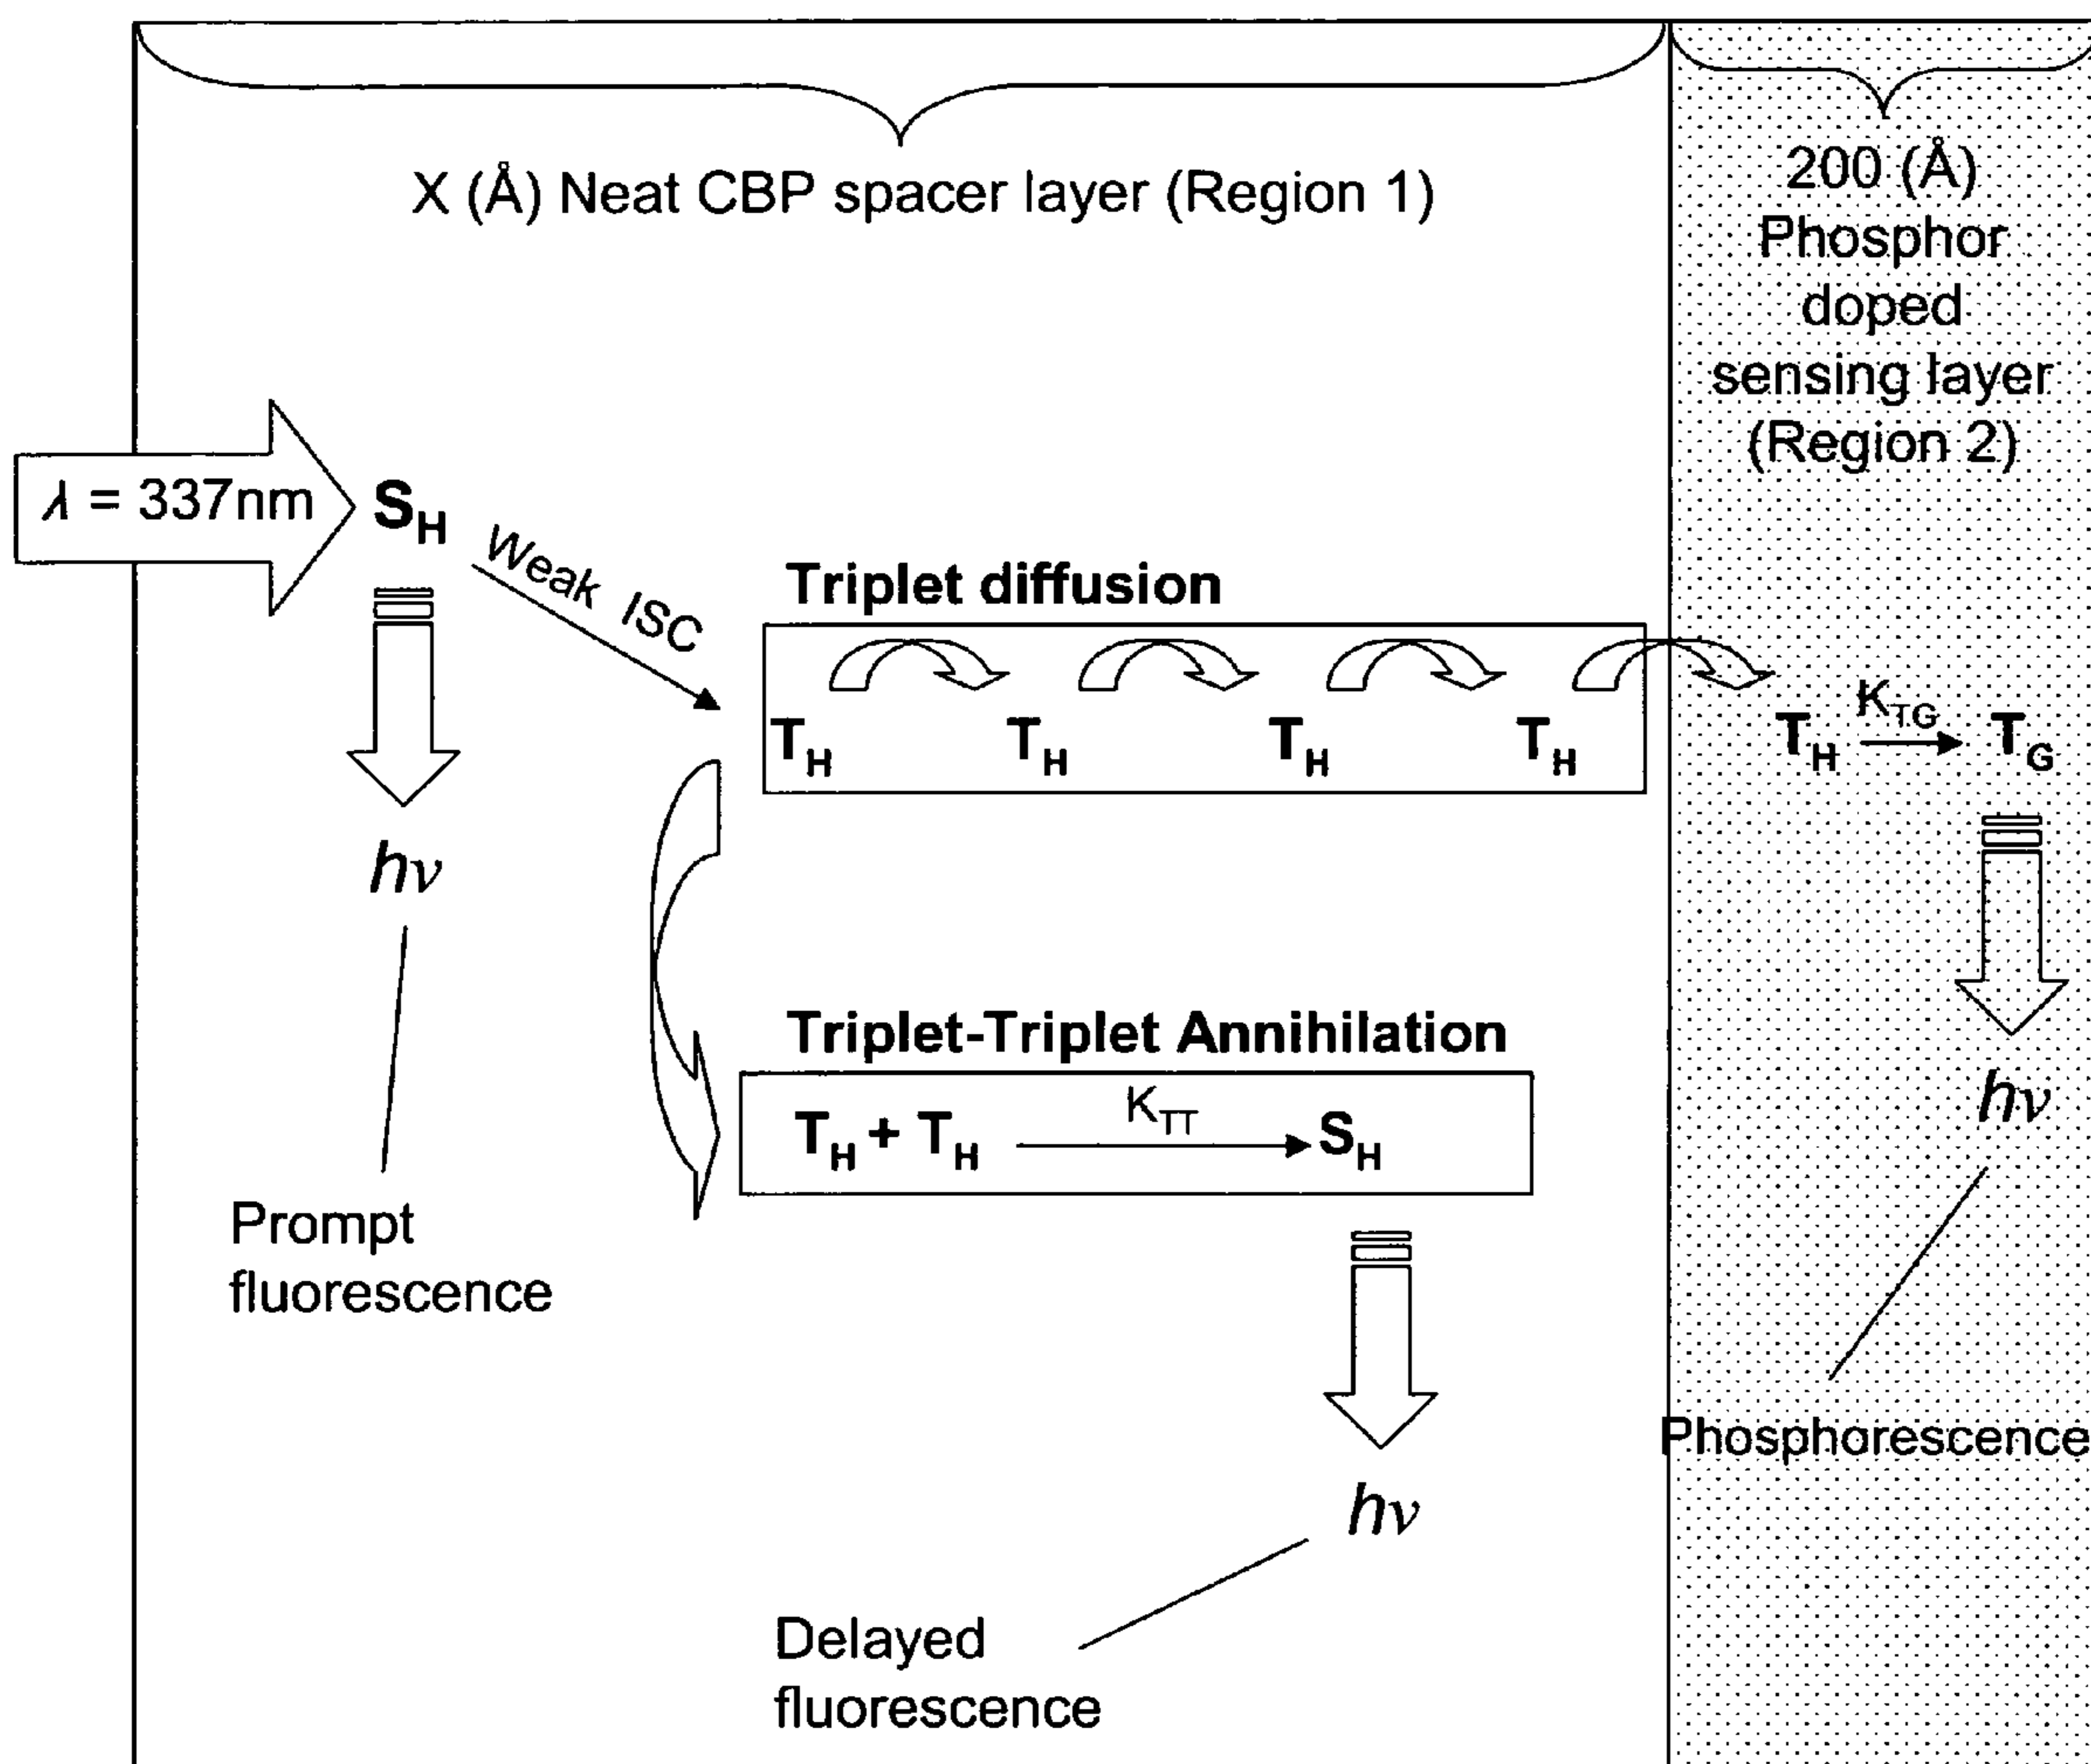 X (Å) Neat CBP spacer layer (Region 1)
200 (Å)
Phosphor
doped
sensing layer
(Region 2)
λ = 337nm
S_H
Weak ISC
Triplet diffusion
T_H T_H T_H T_H
T_H K_TG T_G
hν
Triplet-Triplet Annihilation
T_H + T_H K_TT S_H
hν
Prompt
fluorescence
Phosphorescence
hν
Delayed
fluorescence